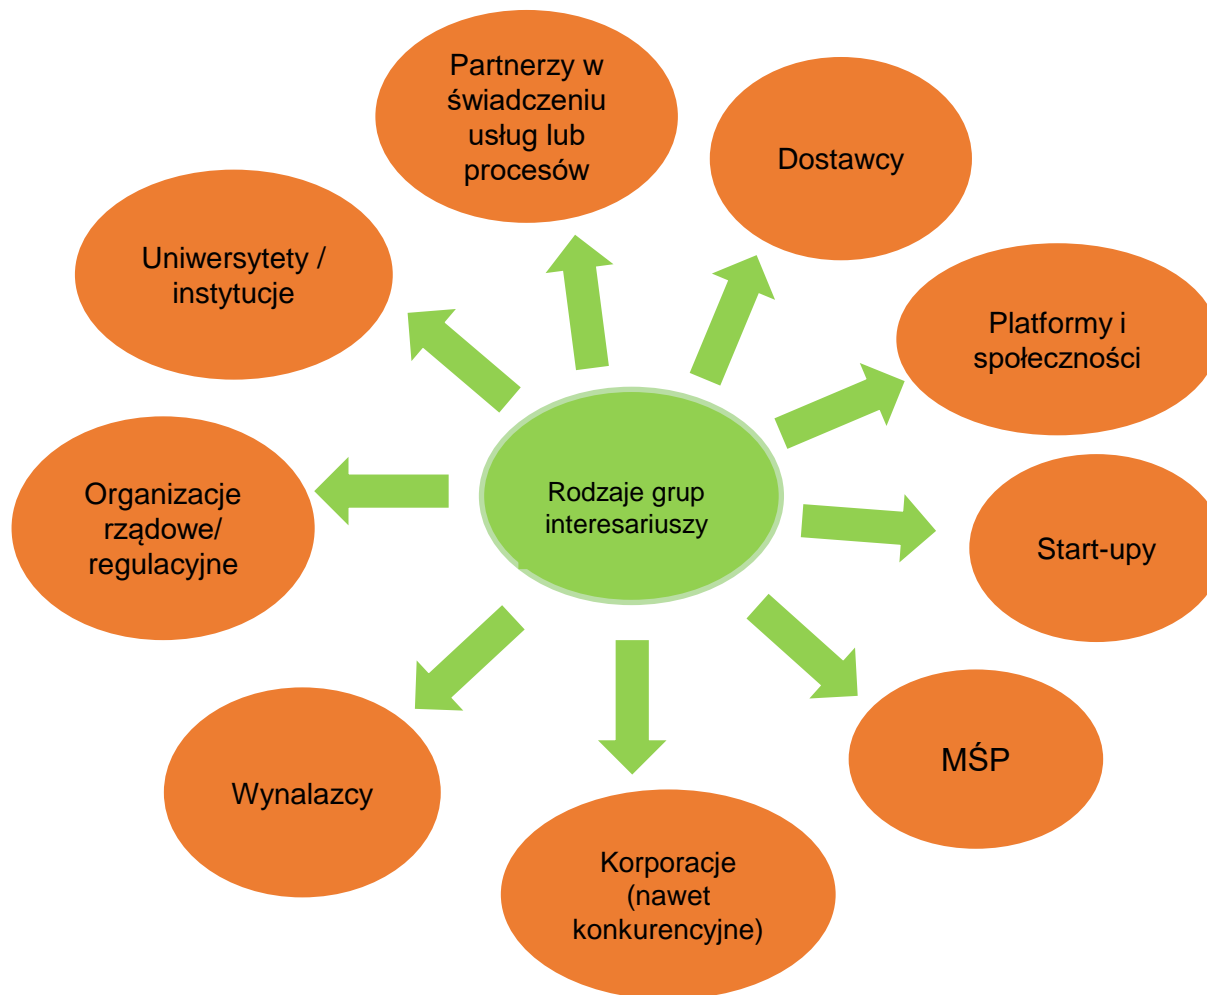 Partnerzy w
świadczeniu
usług lub
procesów
Dostawcy
Uniwersytety /
instytucje
Platformy i
społeczności
Organizacje
rządowe/
regulacyjne
Rodzaje grup
interesariuszy
Start-upy
Wynalazcy
MŚP
Korporacje
(nawet
konkurencyjne)